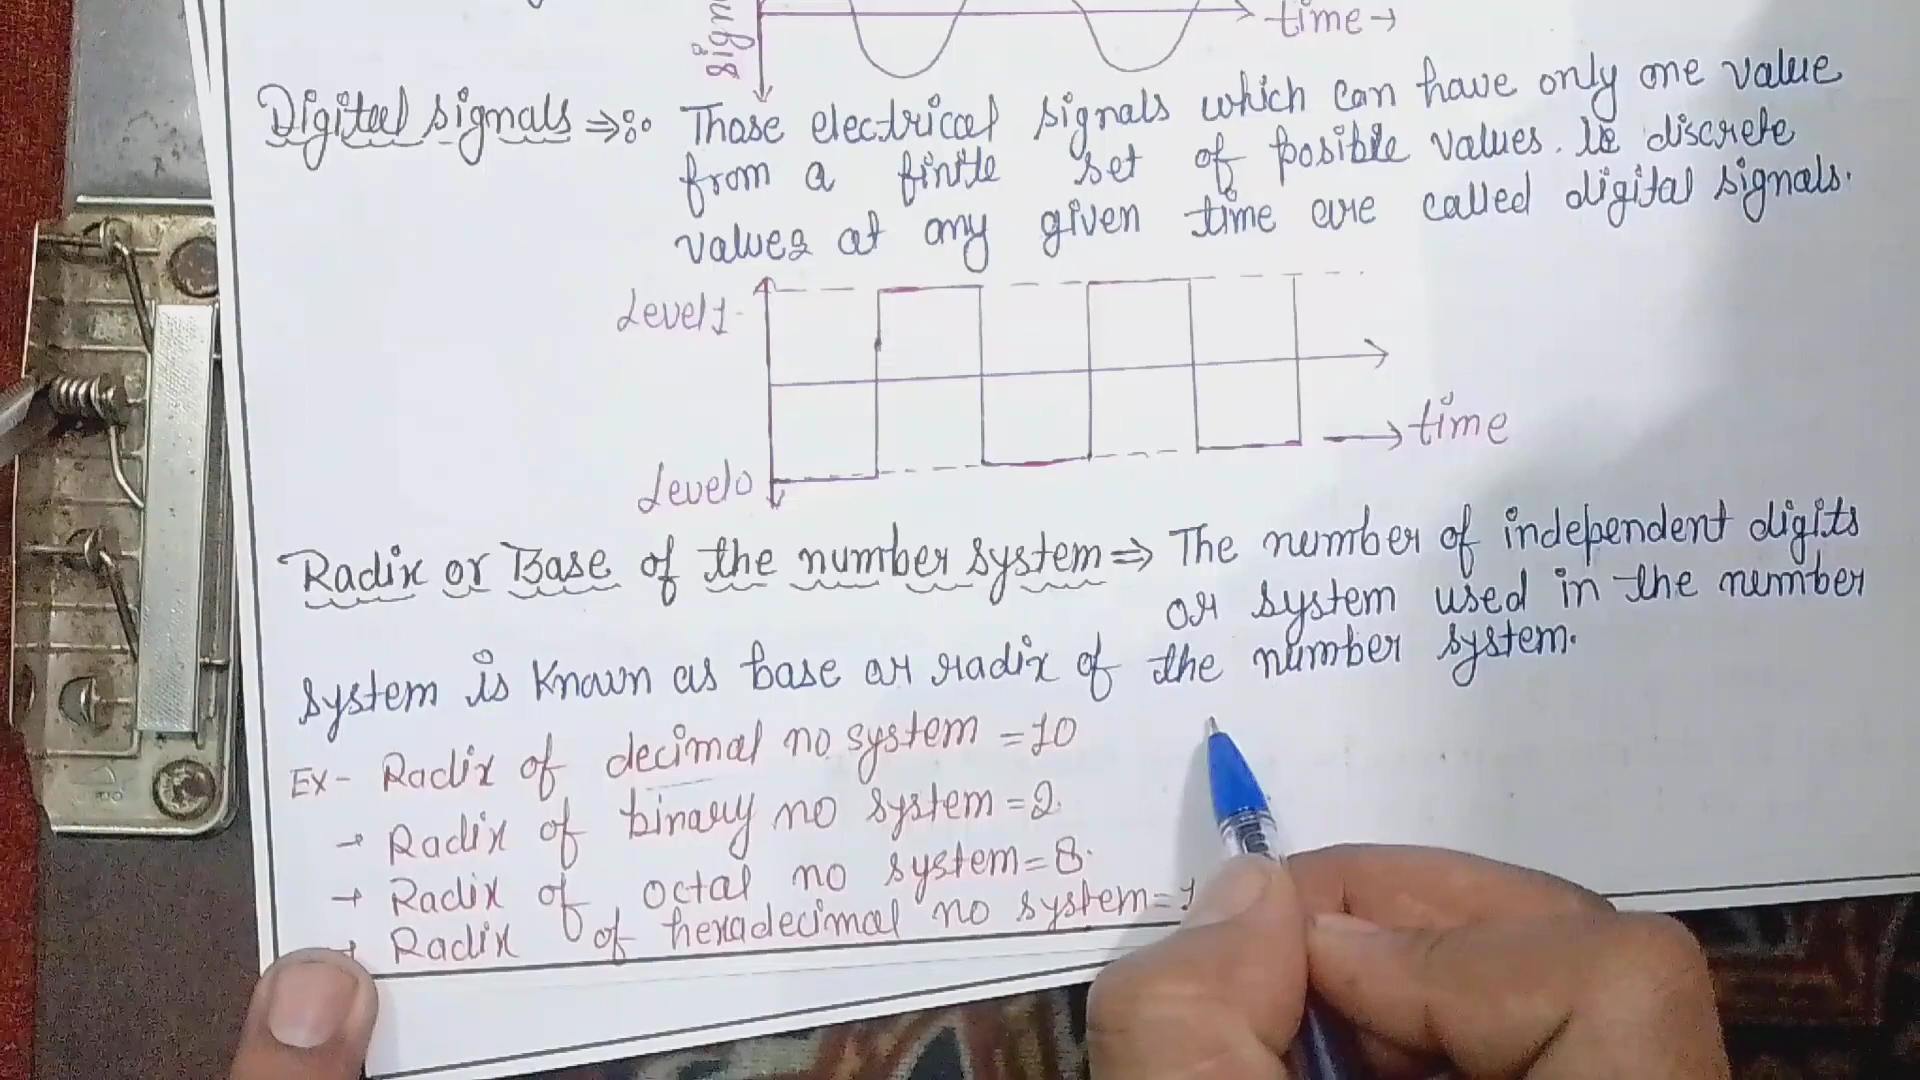 time →
signal
Digital signals ⇒:- Those electrical signals which can have only one value
from a finite set of posible values. ie discrete
values at any given time are called digital signals.
Level 1
time
Level 0
Radix or Base of the number system ⇒ The number of independent digits
or system used in the number
system is known as base or radix of the number system.
Ex- Radix of decimal no system = 10
→ Radix of binary no system = 2.
→ Radix of octal no system = 8.
→ Radix of hexadecimal no system = 1